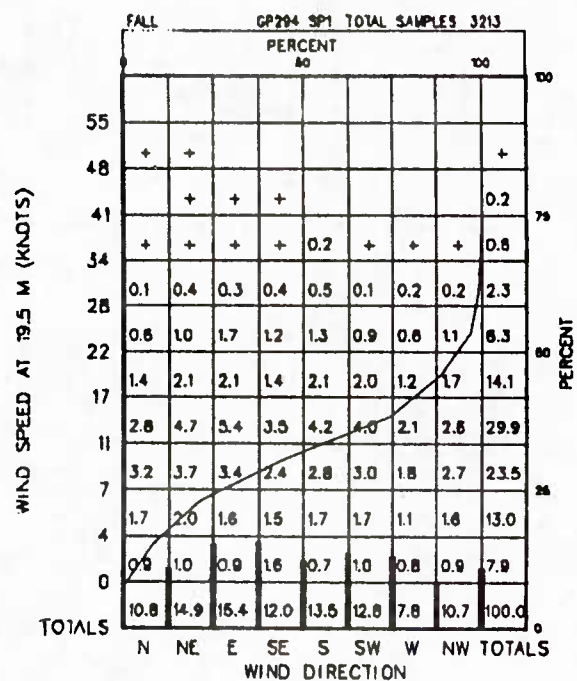 FALL GP294 SP1 TOTAL SAMPLES 3213
PERCENT
0 100
100
55
+ + +
48
+ + + 0.2
41 79
+ + + + 0.2 + + + 0.6
34
0.1 0.4 0.3 0.4 0.5 0.1 0.2 0.2 2.3
28
0.6 1.0 1.7 1.2 1.3 0.9 0.6 1.1 6.3
22
1.4 2.1 2.1 1.4 2.1 2.0 1.2 1.7 14.1
17
2.8 4.7 5.4 3.5 4.2 4.0 2.1 2.6 29.9
11
3.2 3.7 3.4 2.4 2.8 3.0 1.8 2.7 23.5
7
1.7 2.0 1.6 1.5 1.7 1.7 1.1 1.6 13.0
4
0.9 1.0 0.9 1.6 0.7 1.0 0.8 0.9 7.9
0
10.8 14.9 15.4 12.0 13.5 12.8 7.8 10.7 100.0
TOTALS 0
N NE E SE S SW W NW TOTALS
WIND DIRECTION
WIND SPEED AT 19.5 M (KNOTS)
PERCENT